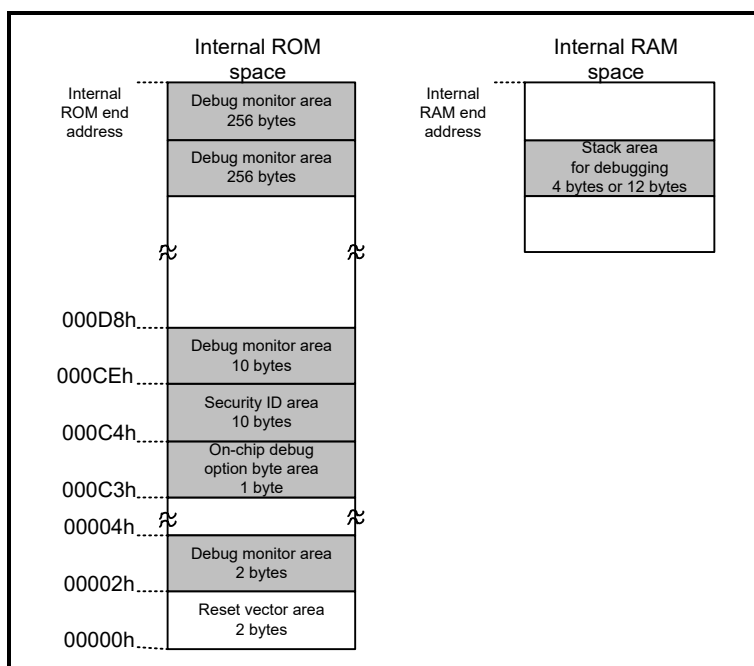 Internal ROM
space
Internal
ROM end
address
Debug monitor area
256 bytes
Debug monitor area
256 bytes
000D8h
Debug monitor area
10 bytes
000CEh
Security ID area
10 bytes
000C4h
On-chip debug
option byte area
1 byte
000C3h
00004h
Debug monitor area
2 bytes
00002h
Reset vector area
2 bytes
00000h
Internal RAM
space
Internal
RAM end
address
Stack area
for debugging
4 bytes or 12 bytes